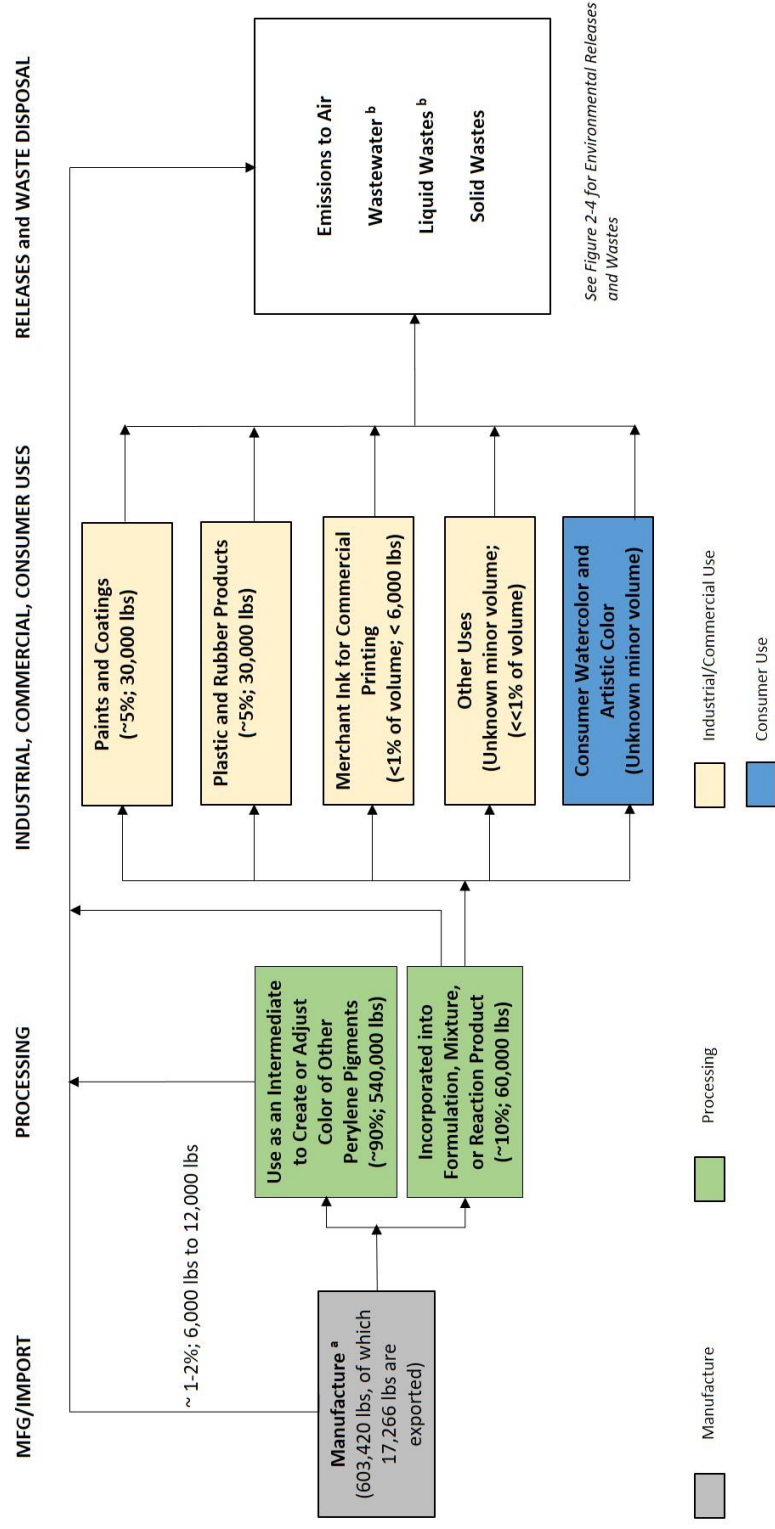 MFG/IMPORT
PROCESSING
INDUSTRIAL, COMMERCIAL, CONSUMER USES
RELEASES and WASTE DISPOSAL
~ 1-2%; 6,000 lbs to 12,000 lbs
Manufacture ᵃ
(603,420 lbs, of which
17,266 lbs are
exported)
Use as an Intermediate
to Create or Adjust
Color of Other
Perylene Pigments
(~90%; 540,000 lbs)
Incorporated into
Formulation, Mixture,
or Reaction Product
(~10%; 60,000 lbs)
Paints and Coatings
(~5%; 30,000 lbs)
Plastic and Rubber Products
(~5%; 30,000 lbs)
Merchant Ink for Commercial
Printing
(<1% of volume; < 6,000 lbs)
Other Uses
(Unknown minor volume;
(<<1% of volume)
Consumer Watercolor and
Artistic Color
(Unknown minor volume)
Emissions to Air
Wastewater ᵇ
Liquid Wastes ᵇ
Solid Wastes
See Figure 2-4 for Environmental Releases
and Wastes
Manufacture
Processing
Industrial/Commercial Use
Consumer Use